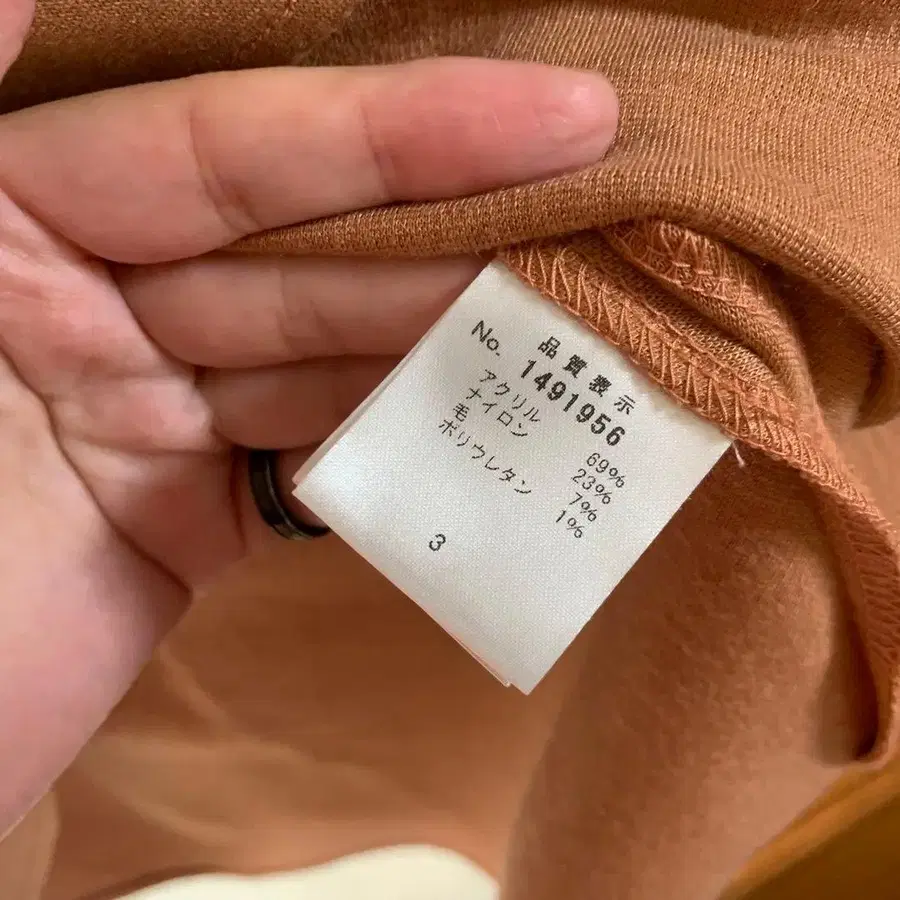 品質表示
No. 1491956
アクリル 69%
ナイロン 23%
毛 7%
ポリウレタン 1%
3